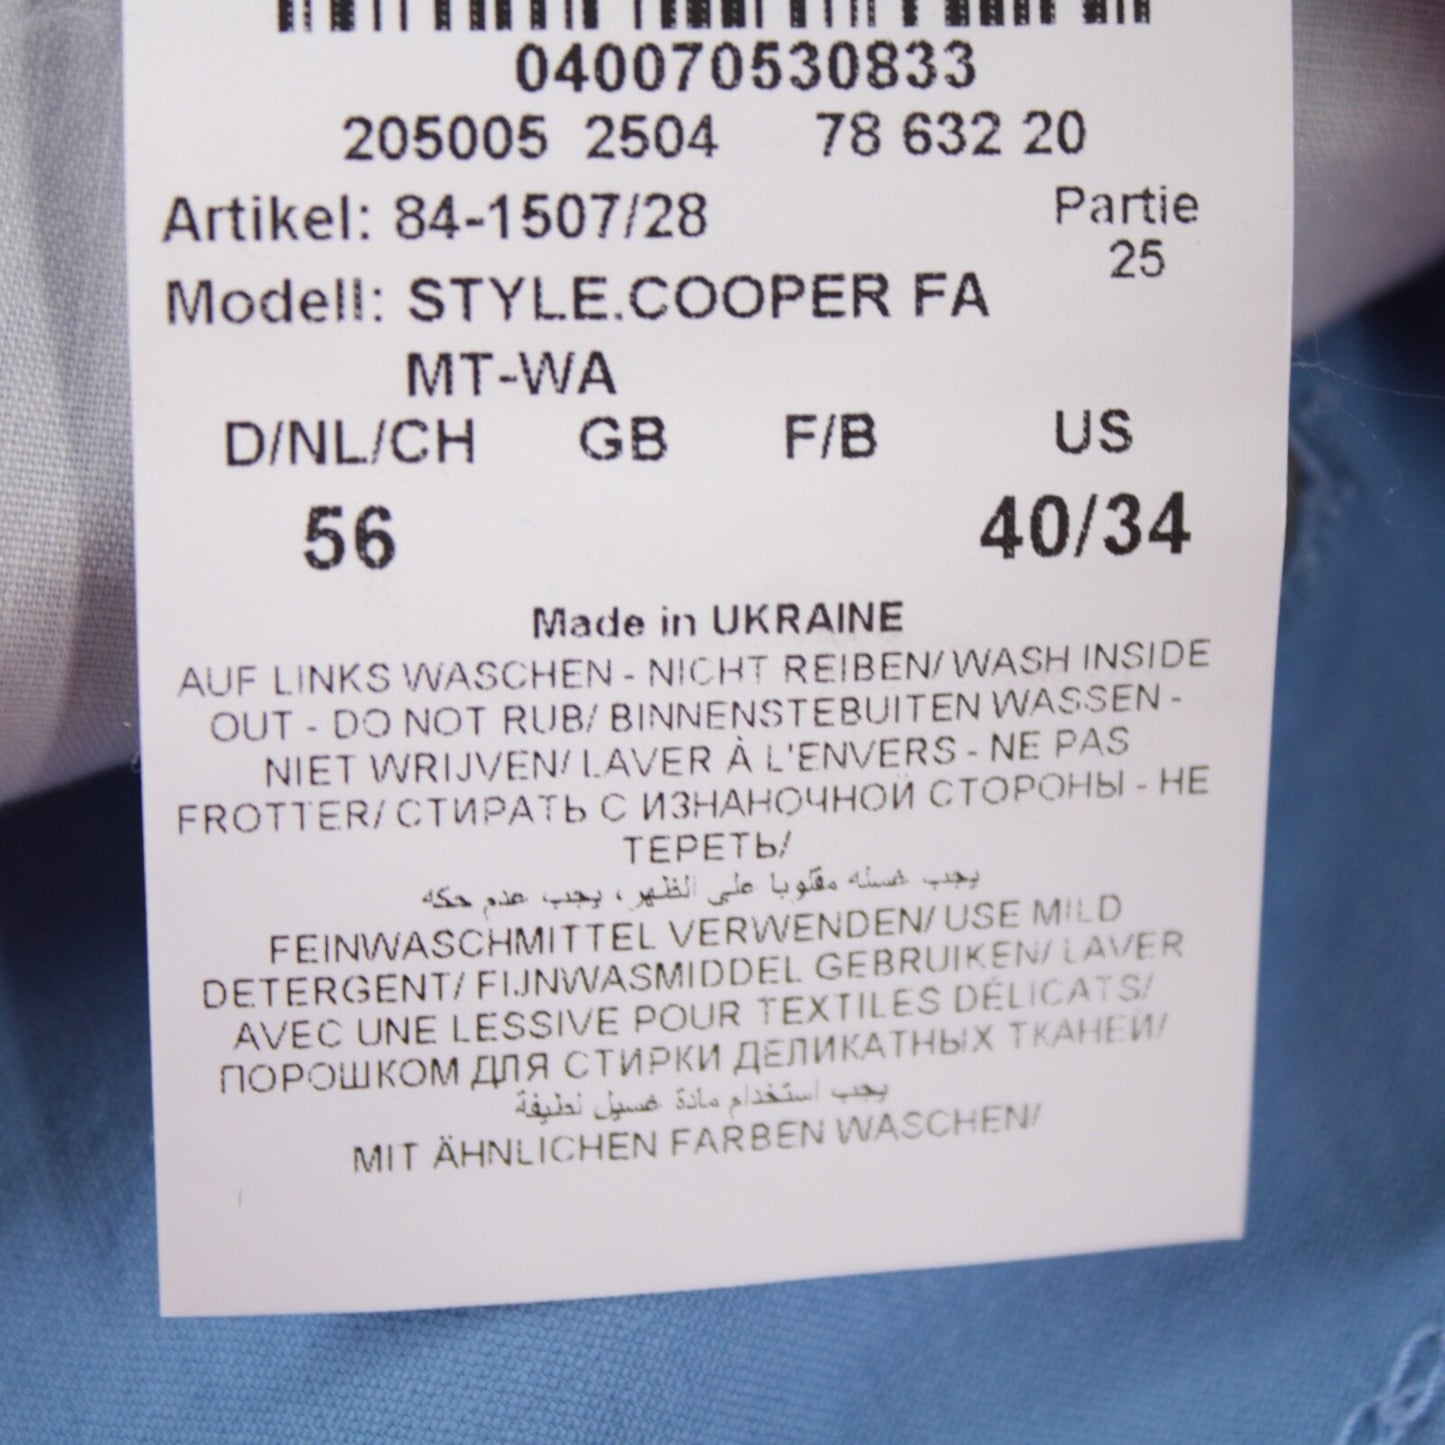 040070530833
205005 2504 78 632 20
Artikel: 84-1507/28 Partie
25
Modell: STYLE.COOPER FA
MT-WA
D/NL/CH GB F/B US
56 40/34
Made in UKRAINE
AUF LINKS WASCHEN - NICHT REIBEN/ WASH INSIDE
OUT - DO NOT RUB/ BINNENSTEBUITEN WASSEN -
NIET WRIJVEN/ LAVER À L'ENVERS - NE PAS
FROTTER/ СТИРАТЬ С ИЗНАНОЧНОЙ СТОРОНЫ - НЕ
ТЕРЕТЬ/
يجب غسله مقلوبا على الظهر، يجب عدم حكه
FEINWASCHMITTEL VERWENDEN/ USE MILD
DETERGENT/ FIJNWASMIDDEL GEBRUIKEN/ LAVER
AVEC UNE LESSIVE POUR TEXTILES DÉLICATS/
ПОРОШКОМ ДЛЯ СТИРКИ ДЕЛИКАТНЫХ ТКАНЕЙ/
يجب استخدام مادة غسيل نظيفة
MIT ÄHNLICHEN FARBEN WASCHEN/